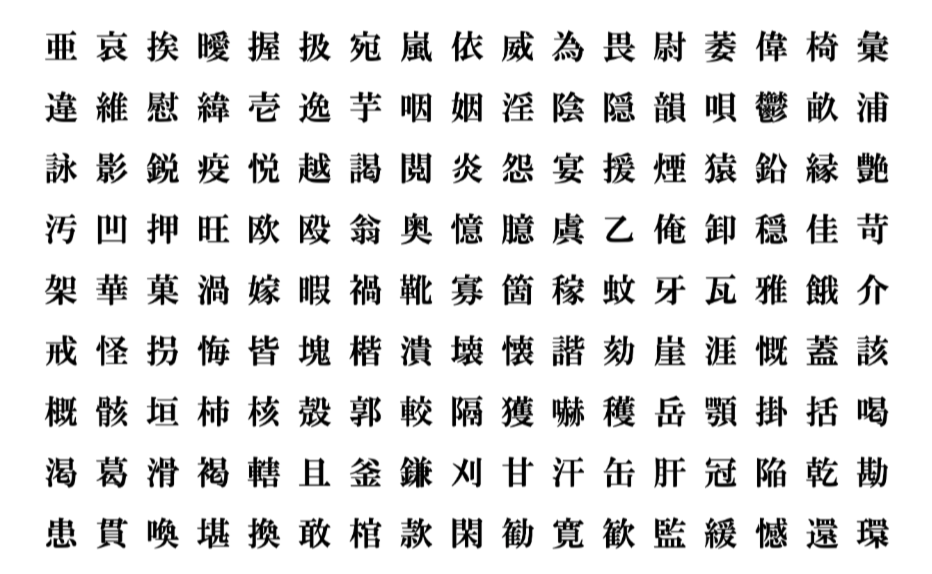 亜哀挨曖握扱宛嵐依威為畏尉萎偉椅彙
違維慰緯壱逸芋咽姻淫陰隠韻唄鬱畝浦
詠影鋭疫悦越謁閲炎怨宴援煙猿鉛縁艶
汚凹押旺欧殴翁奥憶臆虞乙俺卸穏佳苛
架華菓渦嫁暇禍靴寡箇稼蚊牙瓦雅餓介
戒怪拐悔皆塊楷潰壊懐諧劾崖涯慨蓋該
概骸垣柿核殻郭較隔獲嚇穫岳顎掛括喝
渇葛滑褐轄且釜鎌刈甘汗缶肝冠陥乾勘
患貫喚堪換敢棺款閑勧寛歓監緩憾還環